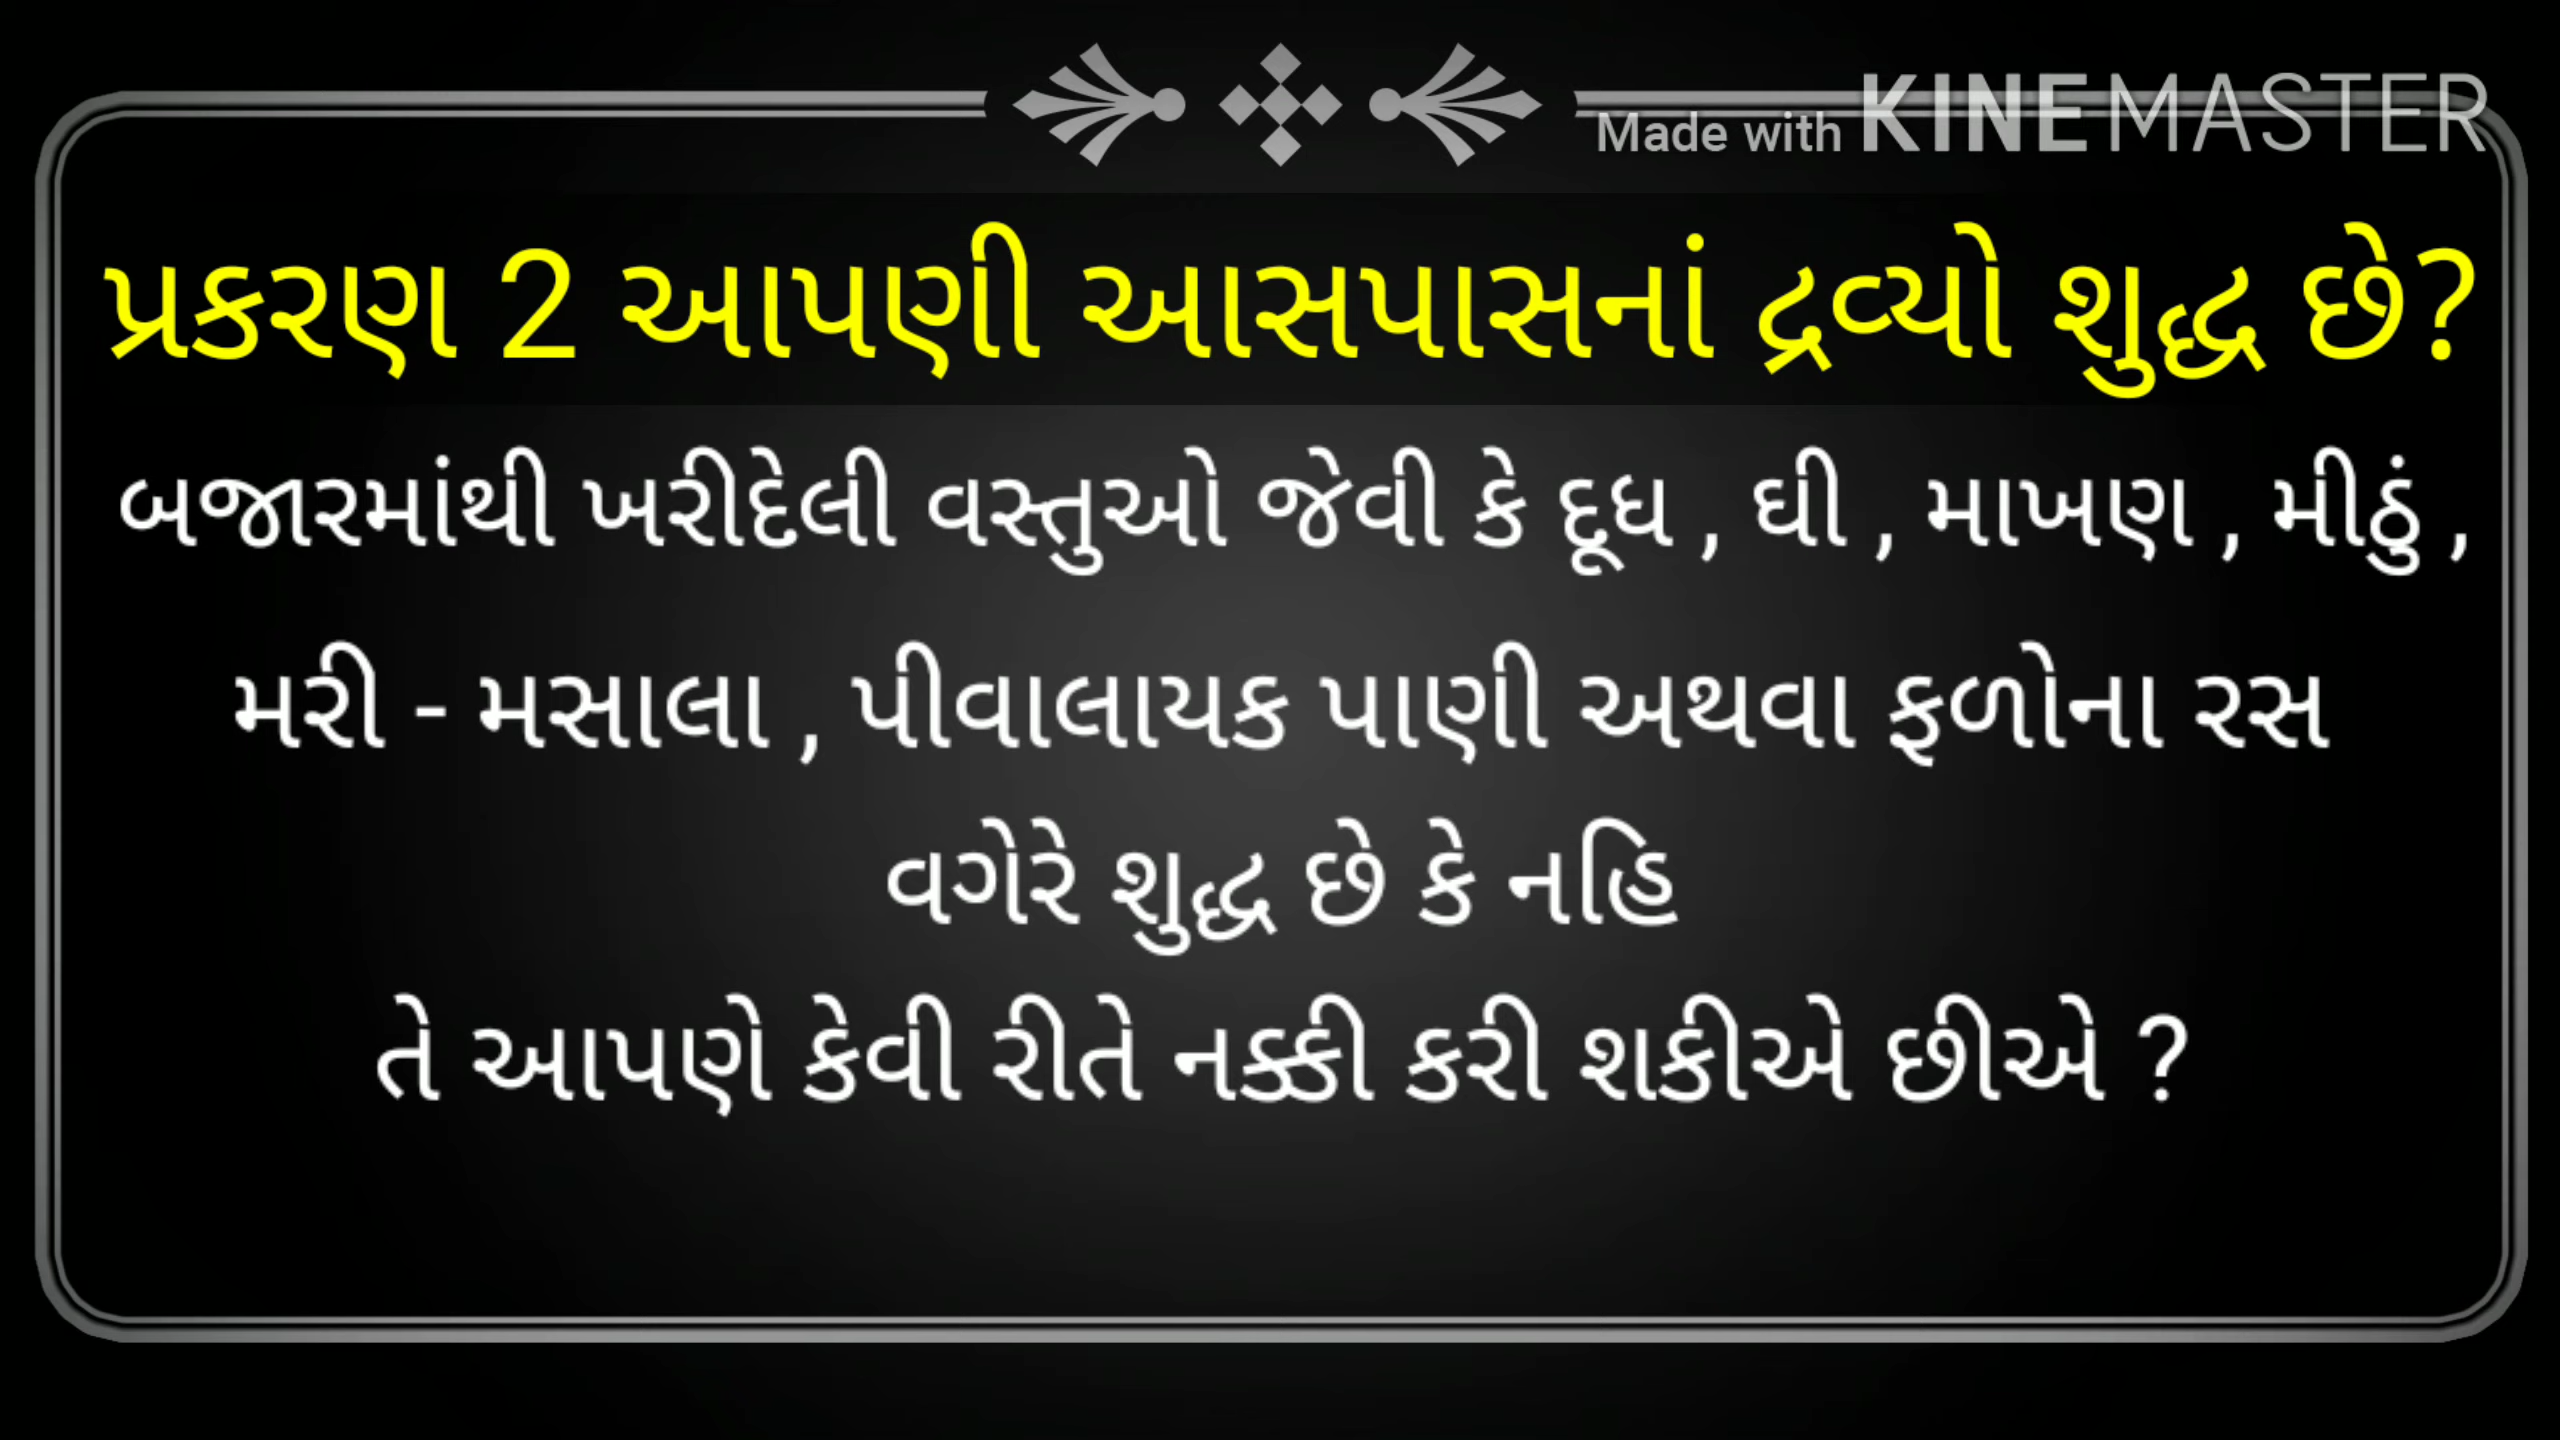 Made with KINEMASTER
પ્રકરણ 2 આપણી આસપાસનાં દ્રવ્યો શુદ્ધ છે?
બજારમાંથી ખરીદેલી વસ્તુઓ જેવી કે દૂધ , ઘી , માખણ , મીઠું ,
મરી - મસાલા , પીવાલાયક પાણી અથવા ફળોના રસ
વગેરે શુદ્ધ છે કે નહિ
તે આપણે કેવી રીતે નક્કી કરી શકીએ છીએ ?